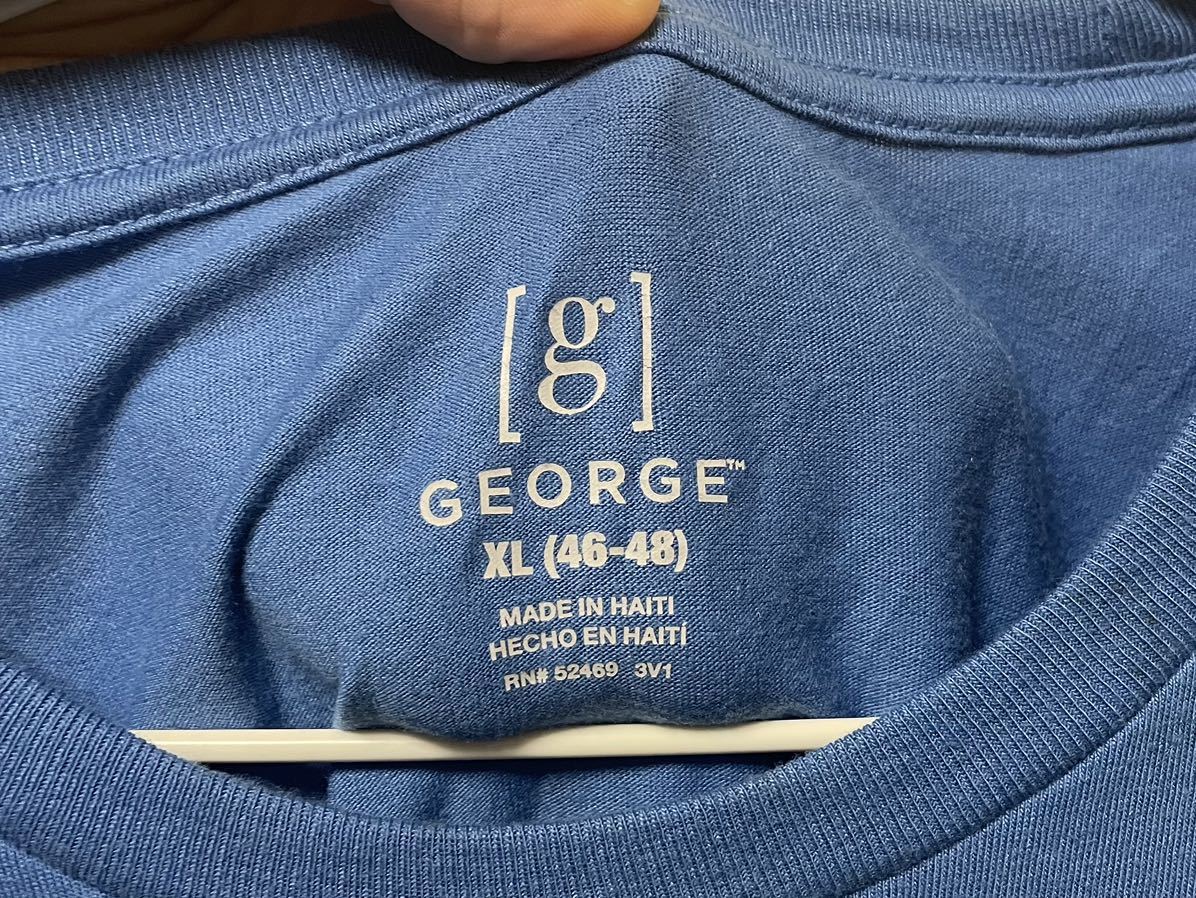 [g]
GEORGE™
XL (46-48)
MADE IN HAITI
HECHO EN HAITÍ
RN# 52469 3V1